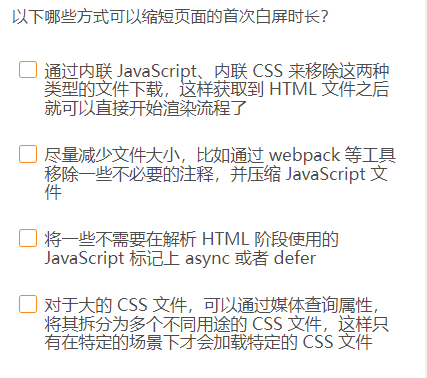 以下哪些方式可以缩短页面的首次白屏时长？
通过内联 JavaScript、内联 CSS 来移除这两种
类型的文件下载，这样获取到 HTML 文件之后
就可以直接开始渲染流程了
尽量减少文件大小，比如通过 webpack 等工具
移除一些不必要的注释，并压缩 JavaScript 文
件
将一些不需要在解析 HTML 阶段使用的
JavaScript 标记上 async 或者 defer
对于大的 CSS 文件，可以通过媒体查询属性，
将其拆分为多个不同用途的 CSS 文件，这样只
有在特定的场景下才会加载特定的 CSS 文件